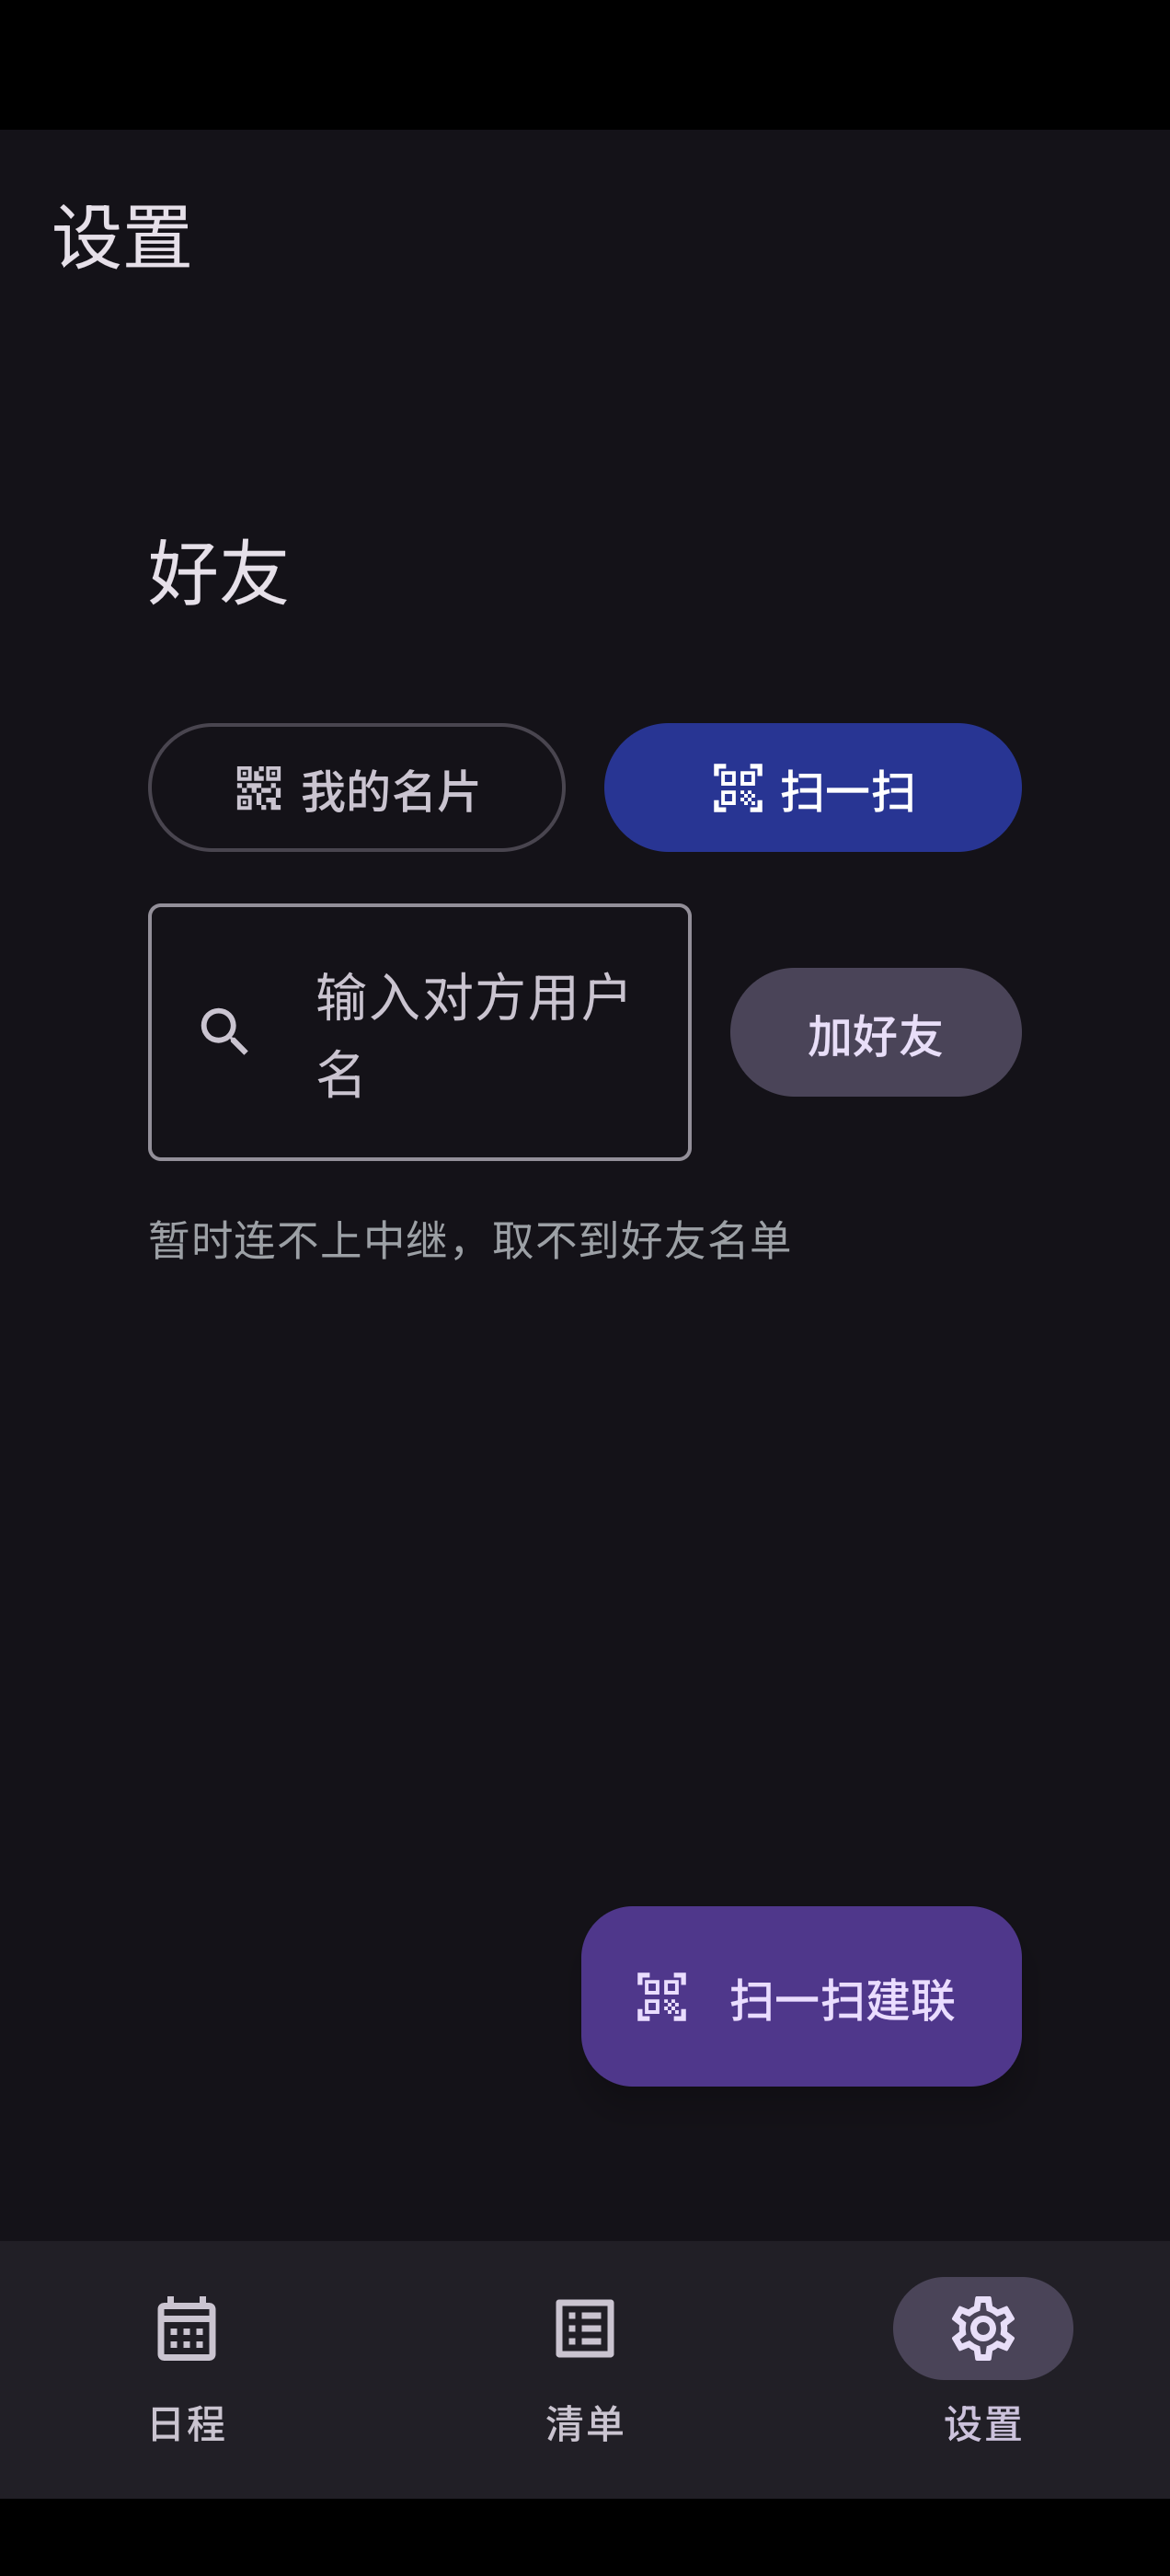 设置
好友
我的名片
扫一扫
输入对方用户
名
加好友
暂时连不上中继，取不到好友名单
扫一扫建联
日程
清单
设置